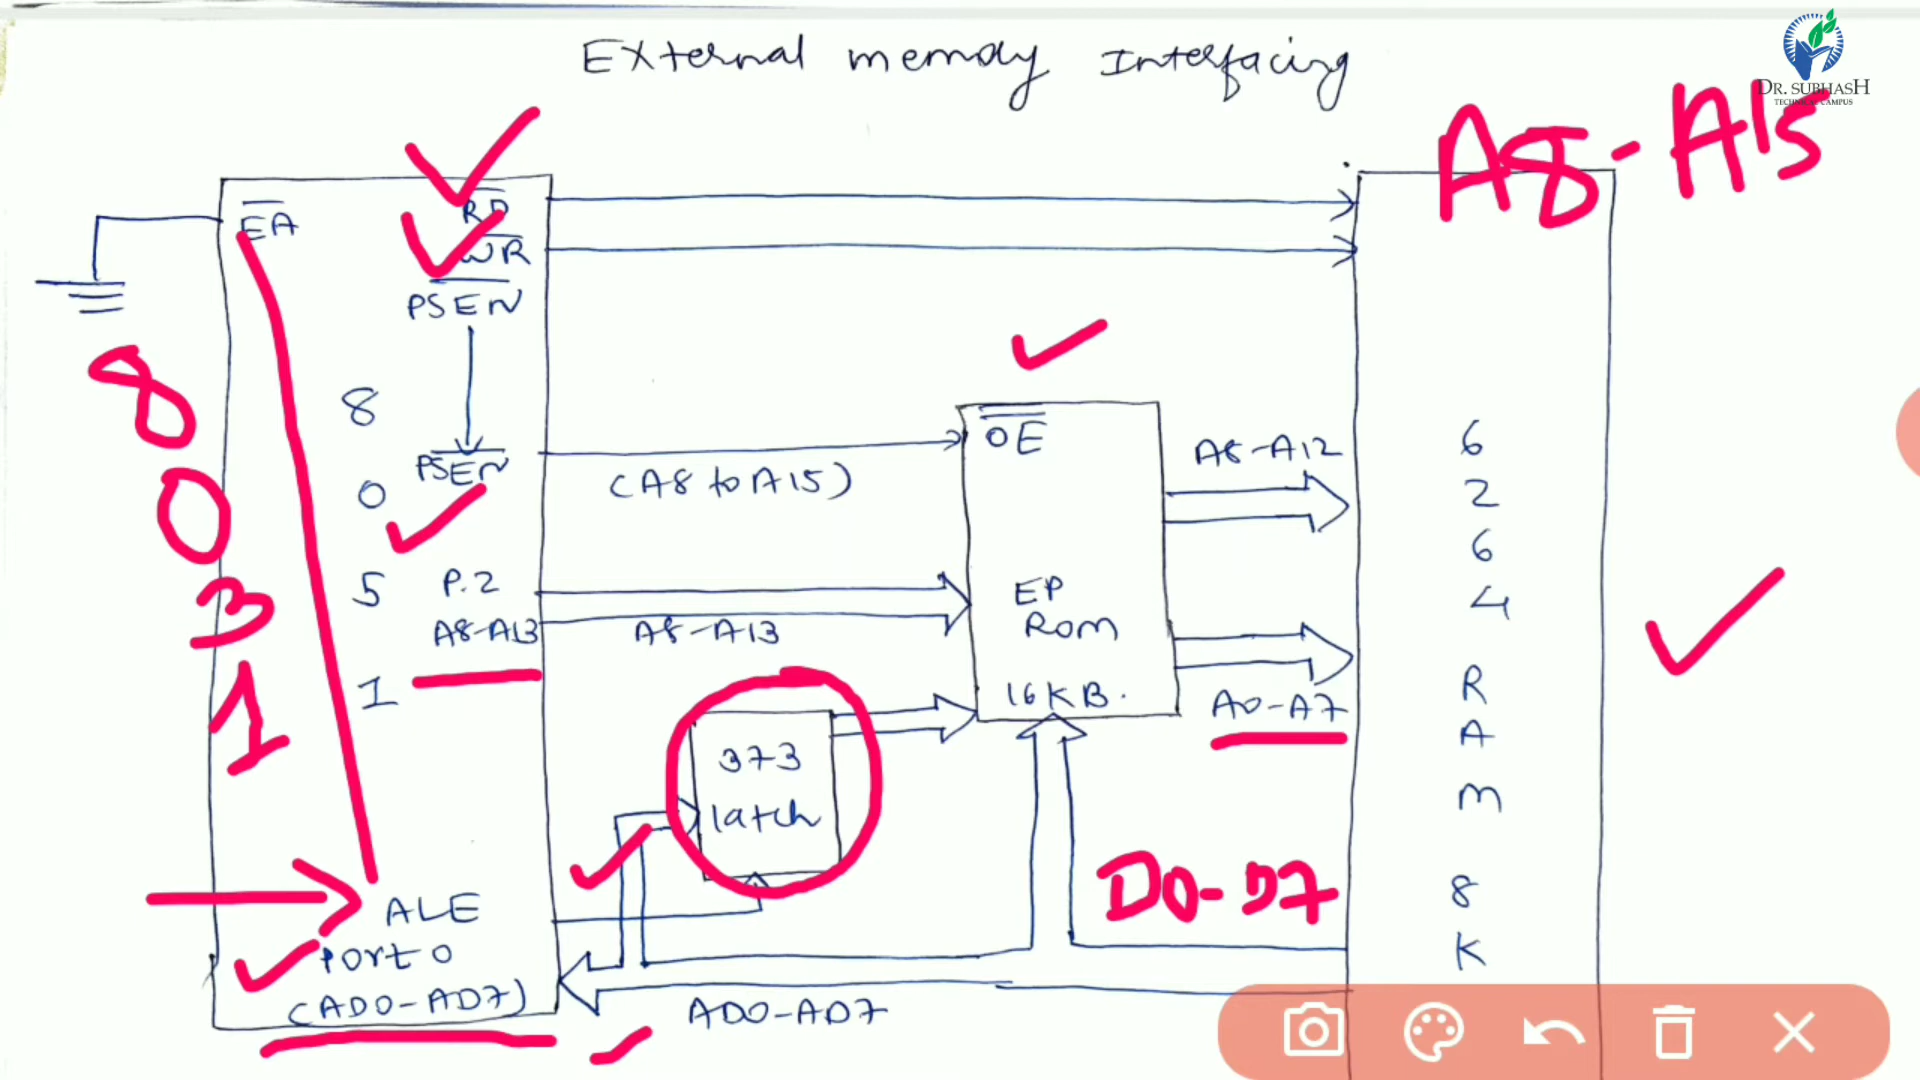 External memory Interfacing
DR. SUBHASH
TECHNICAL CAMPUS
A8-A15
EA
RD
WR
PSEN
8031
8
0
5
1
PSEN
(A8 to A15)
P.2
A8-A13
A8-A13
OE
EP
ROM
16KB.
A8-A12
A0-A7
373
latch
D0-D7
ALE
Port 0
(AD0-AD7)
AD0-AD7
6
2
6
4
R
A
m
8
K